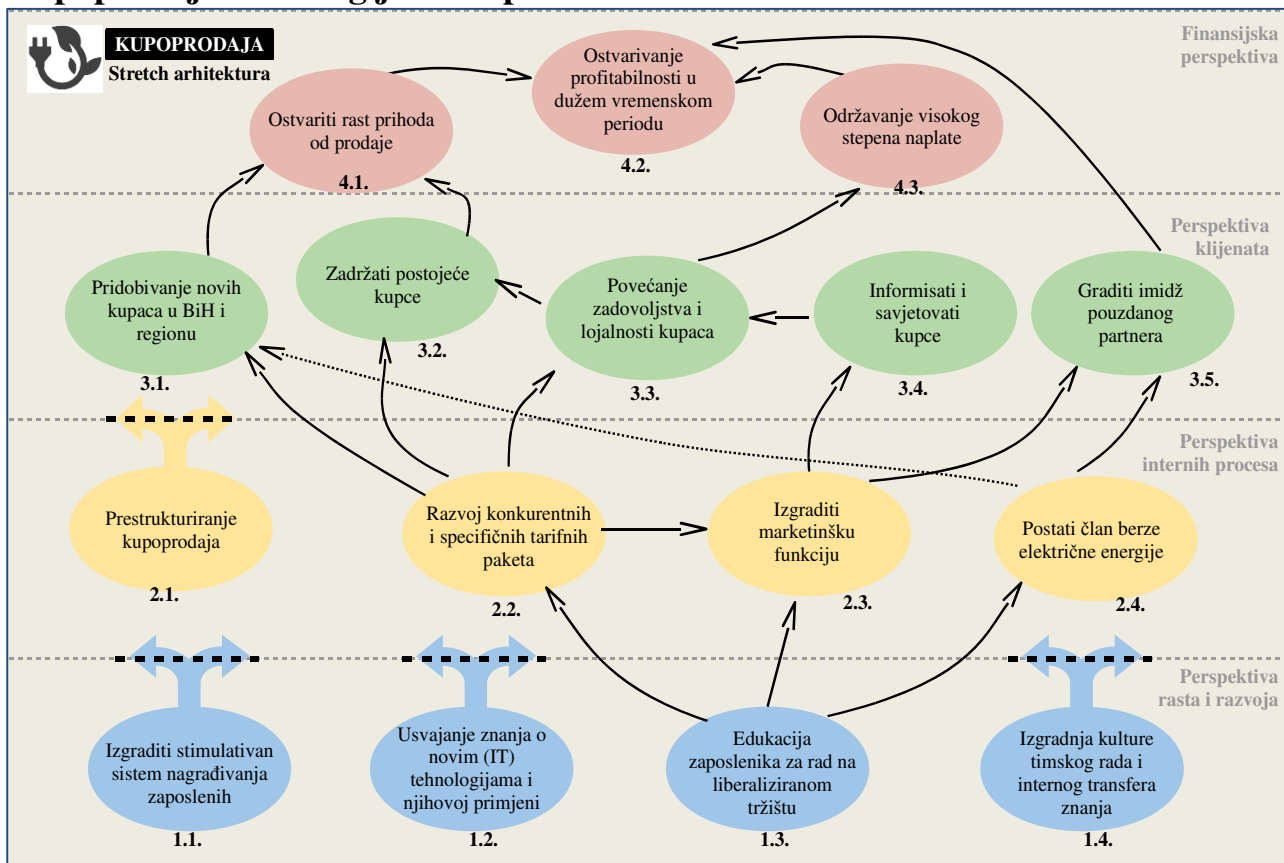 KUPOPRODAJA
Stretch arhitektura
Finansijska
perspektiva
Ostvariti rast prihoda
od prodaje
4.1.
Ostvarivanje
profitabilnosti u
dužem vremenskom
periodu
4.2.
Održavanje visokog
stepena naplate
4.3.
Perspektiva
klijenata
Pridobivanje novih
kupaca u BiH i
regionu
3.1.
Zadržati postojeće
kupce
3.2.
Povećanje
zadovoljstva i
lojalnosti kupaca
3.3.
Informisati i
savjetovati
kupce
3.4.
Graditi imidž
pouzdanog
partnera
3.5.
Perspektiva
internih procesa
Prestrukturiranje
kupoprodaja
2.1.
Razvoj konkurentnih
i specifičnih tarifnih
paketa
2.2.
Izgraditi
marketinšku
funkciju
2.3.
Postati član berze
električne energije
2.4.
Perspektiva
rasta i razvoja
Izgraditi stimulativan
sistem nagrađivanja
zaposlenih
1.1.
Usvajanje znanja o
novim (IT)
tehnologijama i
njihovoj primjeni
1.2.
Edukacija
zaposlenika za rad na
liberaliziranom
tržištu
1.3.
Izgradnja kulture
timskog rada i
internog transfera
znanja
1.4.